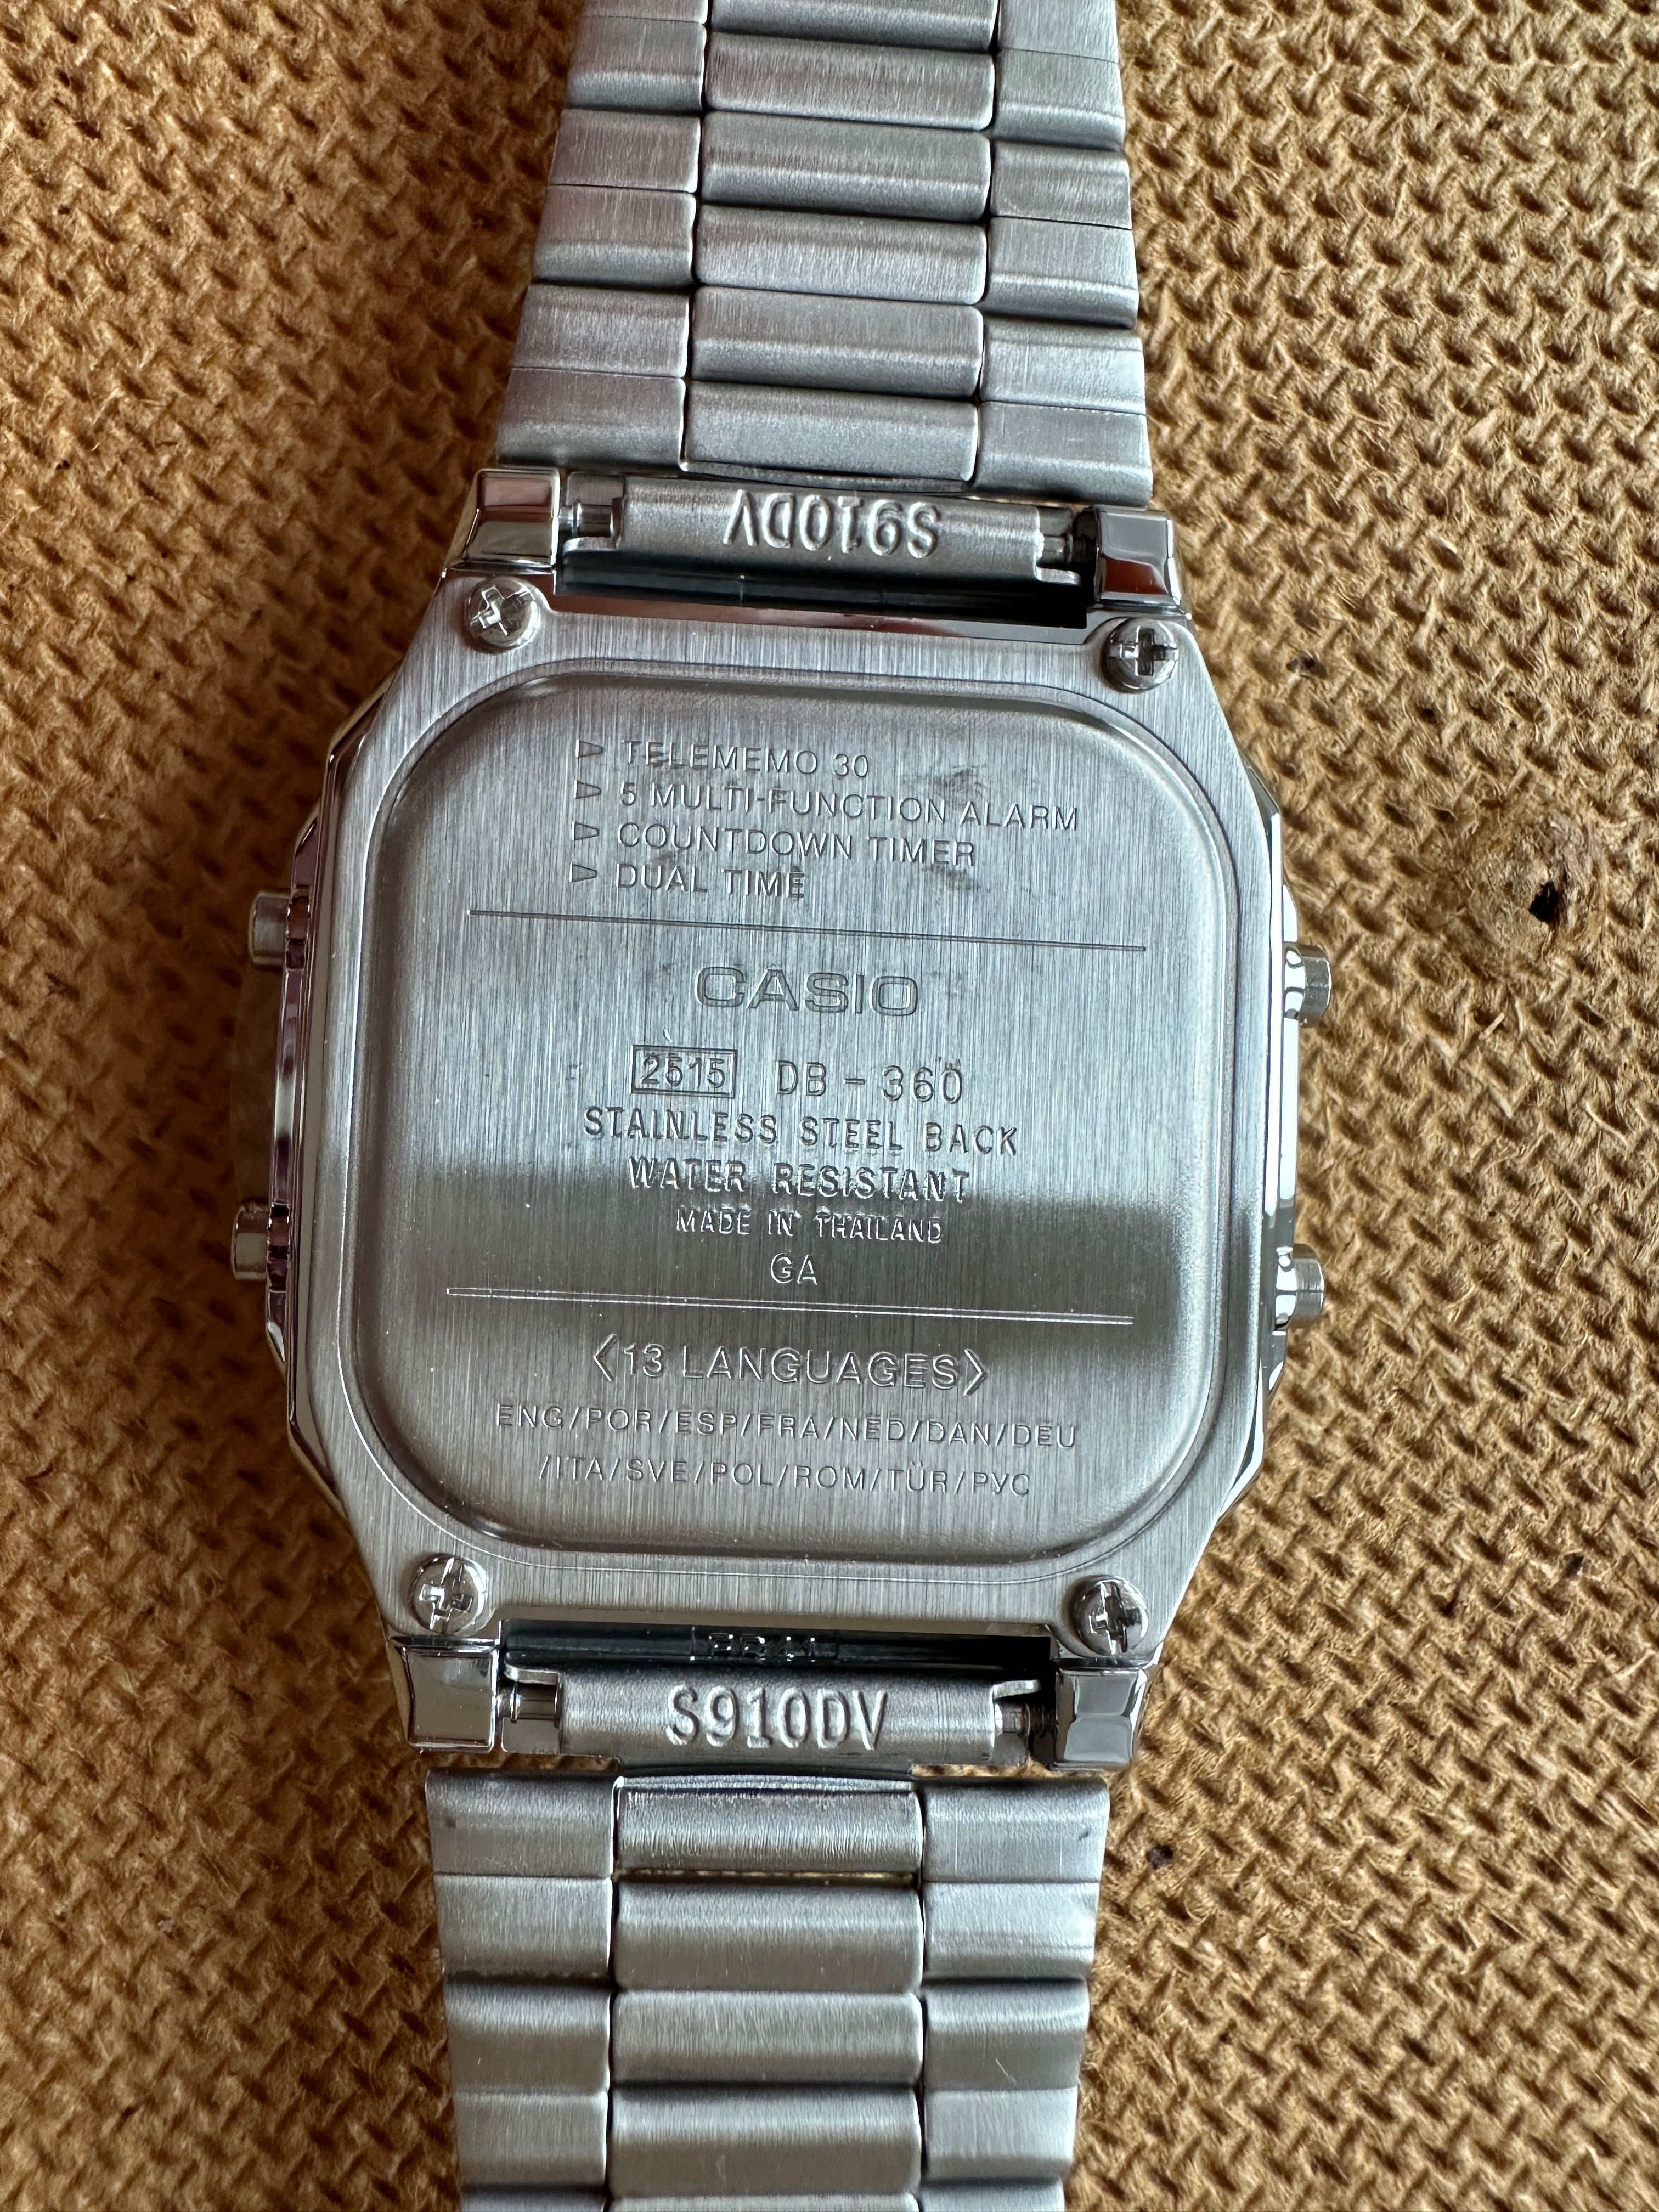 S910DV
TELEMEMO 30
5 MULTI-FUNCTION ALARM
COUNTDOWN TIMER
DUAL TIME
CASIO
2515 DB-360
STAINLESS STEEL BACK
WATER RESISTANT
MADE IN THAILAND
GA
<13 LANGUAGES>
ENG/POR/ESP/FRA/NED/DAN/DEU
/ITA/SVE/POL/ROM/TÜR/РУС
S910DV